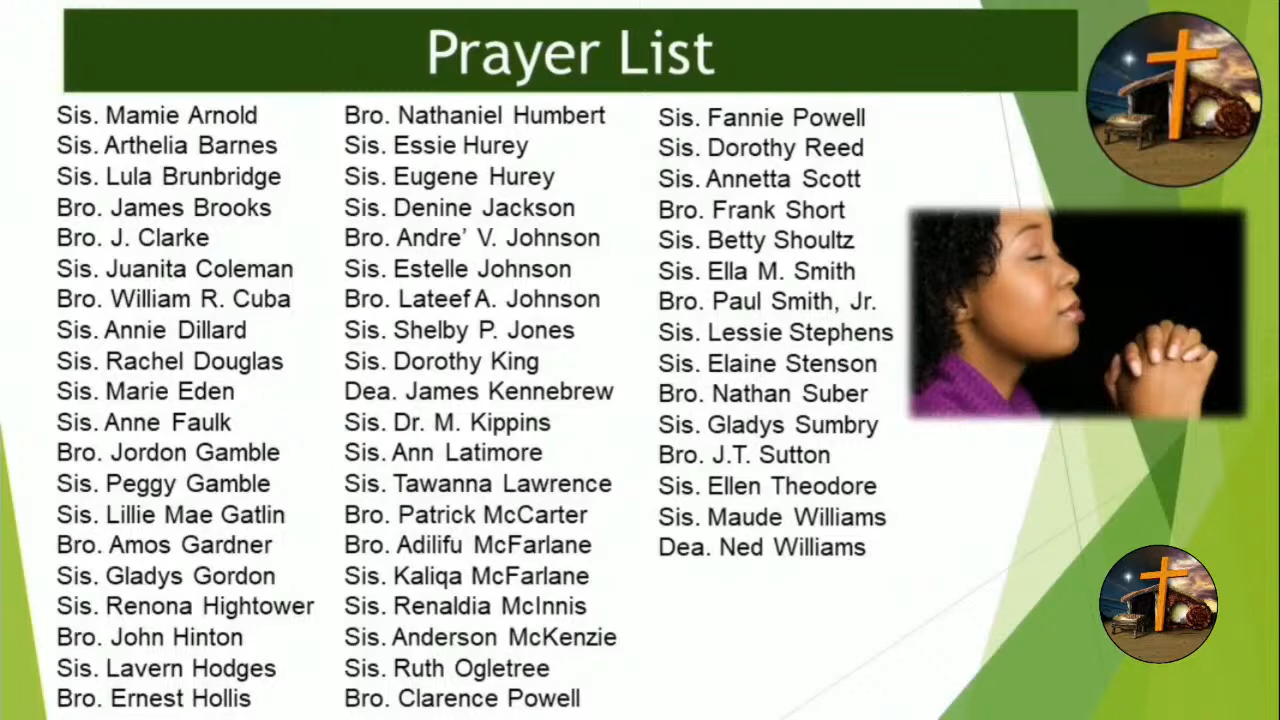 Prayer List
Sis. Mamie Arnold
Sis. Arthelia Barnes
Sis. Lula Brunbridge
Bro. James Brooks
Bro. J. Clarke
Sis. Juanita Coleman
Bro. William R. Cuba
Sis. Annie Dillard
Sis. Rachel Douglas
Sis. Marie Eden
Sis. Anne Faulk
Bro. Jordon Gamble
Sis. Peggy Gamble
Sis. Lillie Mae Gatlin
Bro. Amos Gardner
Sis. Gladys Gordon
Sis. Renona Hightower
Bro. John Hinton
Sis. Lavern Hodges
Bro. Ernest Hollis
Bro. Nathaniel Humbert
Sis. Essie Hurey
Sis. Eugene Hurey
Sis. Denine Jackson
Bro. Andre’ V. Johnson
Sis. Estelle Johnson
Bro. Lateef A. Johnson
Sis. Shelby P. Jones
Sis. Dorothy King
Dea. James Kennebrew
Sis. Dr. M. Kippins
Sis. Ann Latimore
Sis. Tawanna Lawrence
Bro. Patrick McCarter
Bro. Adilifu McFarlane
Sis. Kaliqa McFarlane
Sis. Renaldia McInnis
Sis. Anderson McKenzie
Sis. Ruth Ogletree
Bro. Clarence Powell
Sis. Fannie Powell
Sis. Dorothy Reed
Sis. Annetta Scott
Bro. Frank Short
Sis. Betty Shoultz
Sis. Ella M. Smith
Bro. Paul Smith, Jr.
Sis. Lessie Stephens
Sis. Elaine Stenson
Bro. Nathan Suber
Sis. Gladys Sumbry
Bro. J.T. Sutton
Sis. Ellen Theodore
Sis. Maude Williams
Dea. Ned Williams